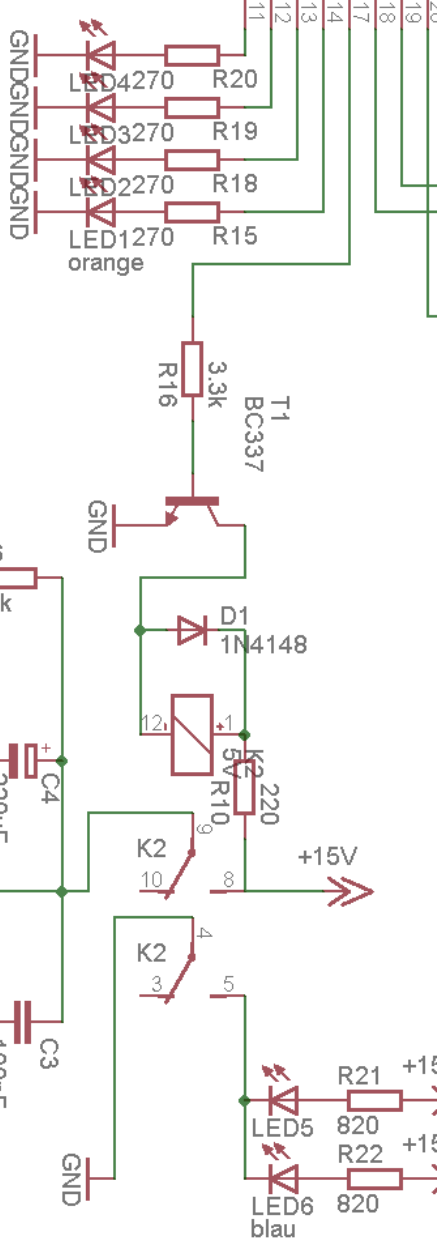 11
12
13
14
17
18
19
GND
LED4
270
R20
GND
LED3
270
R19
GND
LED2
270
R18
GND
LED1
270
R15
orange
3.3k
R16
T1
BC337
GND
D1
1N4148
k
12
-
+
1
K2
5V
R10
220
+
C4
K2
9
10
8
+15V
K2
4
3
5
C3
R21
+15
LED5
820
R22
+15
GND
LED6
820
blau